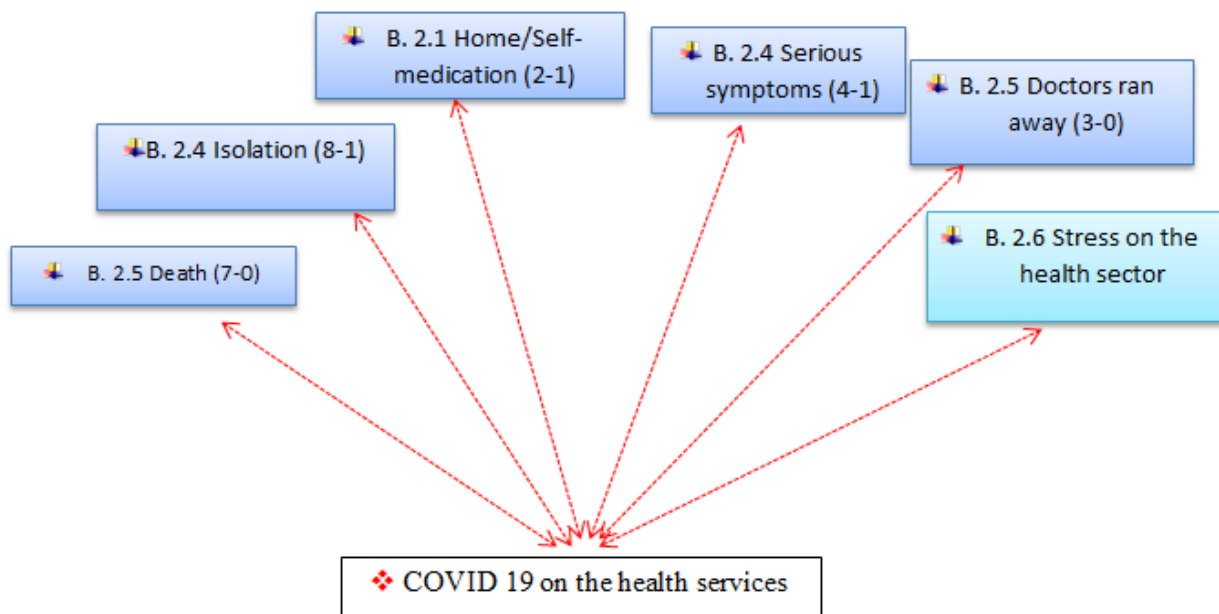 B. 2.1 Home/Self-
medication (2-1)
B. 2.4 Serious
symptoms (4-1)
B. 2.5 Doctors ran
away (3-0)
B. 2.4 Isolation (8-1)
B. 2.6 Stress on the
health sector
B. 2.5 Death (7-0)
COVID 19 on the health services